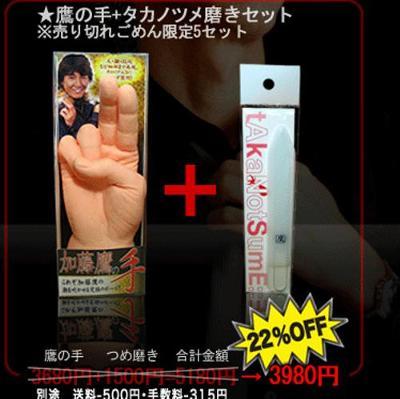 ★鷹の手+タカノツメ磨きセット
※売り切れごめん限定5セット
加藤鷹の手
+
tAkaNotSumE
22%OFF
鷹の手 つめ磨き 合計金額
3680円+1500円=5180円→3980円
別途 送料-500円・手数料-315円